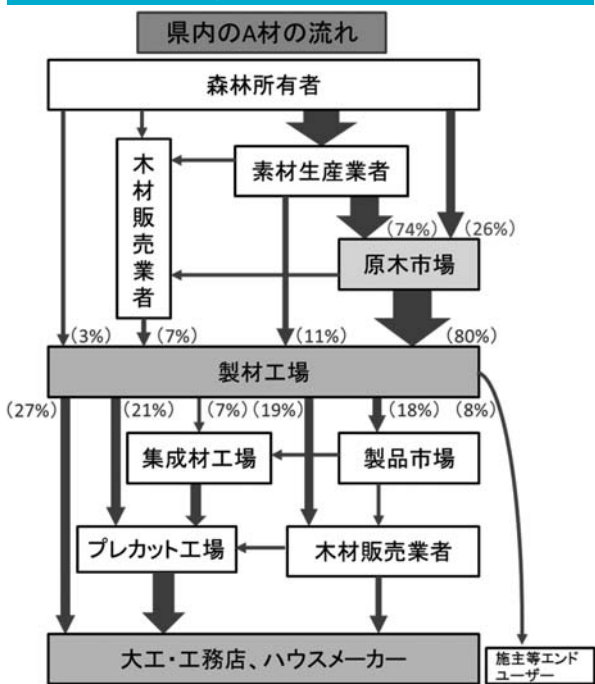 県内のA材の流れ
森林所有者
木材販売業者
素材生産業者
(74%)
(26%)
原木市場
(3%)
(7%)
(11%)
(80%)
製材工場
(27%)
(21%)
(7%)
(19%)
(18%)
(8%)
集成材工場
製品市場
プレカット工場
木材販売業者
大工・工務店、ハウスメーカー
施主等エンド
ユーザー